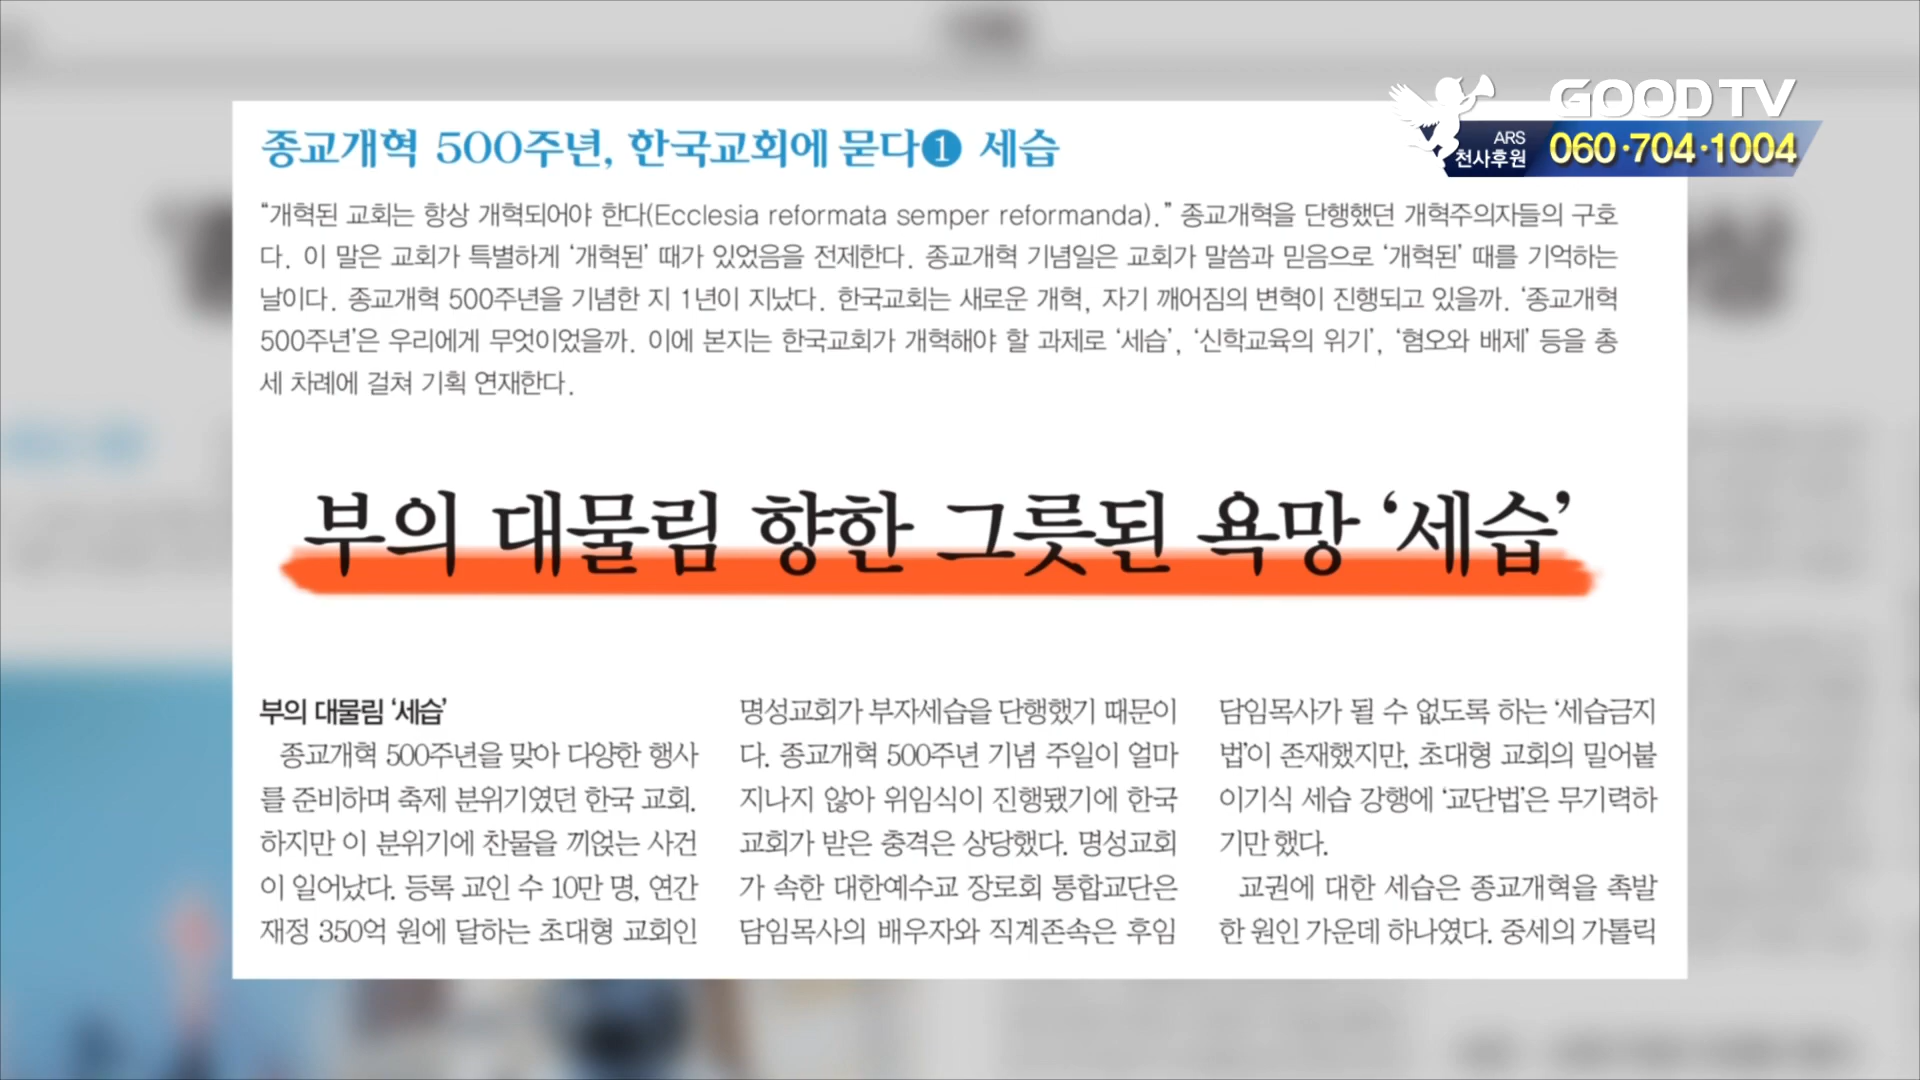 GOODTV
ARS
천사후원
060·704·1004
종교개혁 500주년, 한국교회에 묻다❶ 세습
“개혁된 교회는 항상 개혁되어야 한다(Ecclesia reformata semper reformanda).” 종교개혁을 단행했던 개혁주의자들의 구호
다. 이 말은 교회가 특별하게 ‘개혁된’ 때가 있었음을 전제한다. 종교개혁 기념일은 교회가 말씀과 믿음으로 ‘개혁된’ 때를 기억하는
날이다. 종교개혁 500주년을 기념한 지 1년이 지났다. 한국교회는 새로운 개혁, 자기 깨어짐의 변혁이 진행되고 있을까. ‘종교개혁
500주년’은 우리에게 무엇이었을까. 이에 본지는 한국교회가 개혁해야 할 과제로 ‘세습’, ‘신학교육의 위기’, ‘혐오와 배제’ 등을 총
세 차례에 걸쳐 기획 연재한다.
부의 대물림 향한 그릇된 욕망 ‘세습’
부의 대물림 ‘세습’
종교개혁 500주년을 맞아 다양한 행사
를 준비하며 축제 분위기였던 한국 교회.
하지만 이 분위기에 찬물을 끼얹는 사건
이 일어났다. 등록 교인 수 10만 명, 연간
재정 350억 원에 달하는 초대형 교회인
명성교회가 부자세습을 단행했기 때문이
다. 종교개혁 500주년 기념 주일이 얼마
지나지 않아 위임식이 진행됐기에 한국
교회가 받은 충격은 상당했다. 명성교회
가 속한 대한예수교 장로회 통합교단은
담임목사의 배우자와 직계존속은 후임
담임목사가 될 수 없도록 하는 ‘세습금지
법’이 존재했지만, 초대형 교회의 밀어붙
이기식 세습 강행에 ‘교단법’은 무기력하
기만 했다.
교권에 대한 세습은 종교개혁을 촉발
한 원인 가운데 하나였다. 중세의 가톨릭